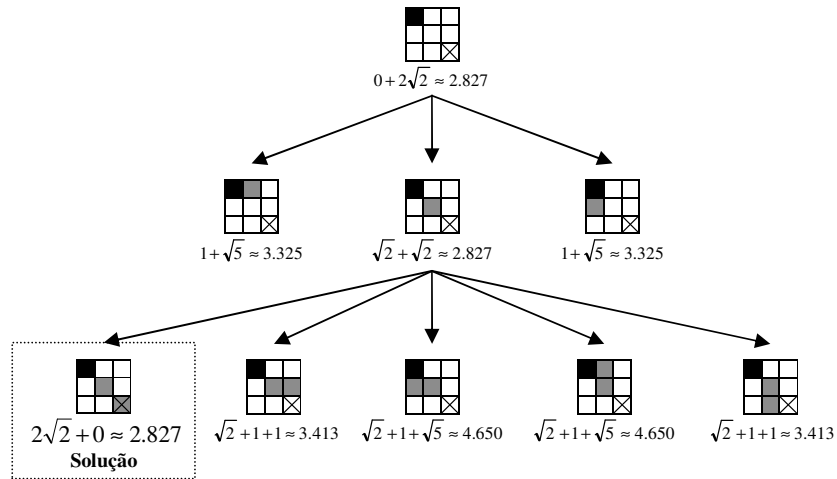 0 + 2√2 ≈ 2.827
1 + √5 ≈ 3.325
√2 + √2 ≈ 2.827
1 + √5 ≈ 3.325
2√2 + 0 ≈ 2.827
√2 + 1 + 1 ≈ 3.413
√2 + 1 + √5 ≈ 4.650
√2 + 1 + √5 ≈ 4.650
√2 + 1 + 1 ≈ 3.413
Solução